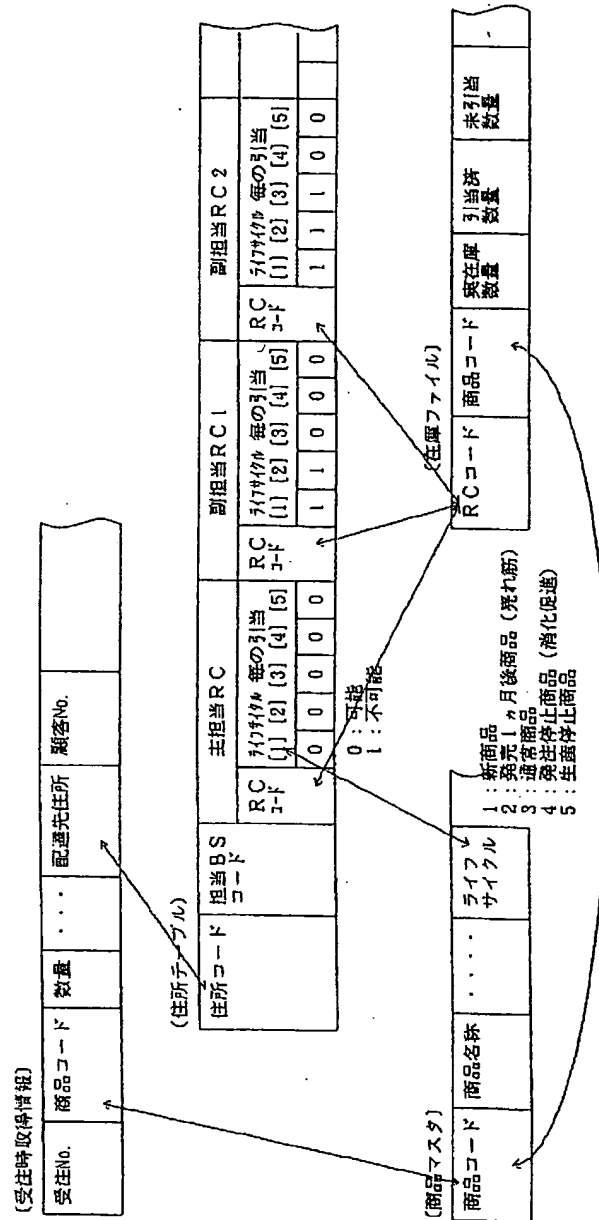 (受注時取得情報)
受注No. 商品コード 数量 ・・・ 配達先住所 顧客No.
(住所テーブル)
住所コード 担当BSコード 主担当RC 副担当RC1 副担当RC2
RCコード ライフサイクル 毎の引当 RCコード ライフサイクル 毎の引当 RCコード ライフサイクル 毎の引当
[1] [2] [3] [4] [5] [1] [2] [3] [4] [5] [1] [2] [3] [4] [5]
0 0 0 0 0 1 1 0 0 0 1 1 1 0 0
0:可能
1:不可能
(商品マスタ)
商品コード 商品名称 ・・・・ ライフサイクル
1:新商品
2:発売1ヵ月後商品(売れ筋)
3:通常商品
4:発注停止商品(消化促進)
5:生産停止商品
(在庫ファイル)
RCコード 商品コード 実在庫数量 引当済数量 未引当数量